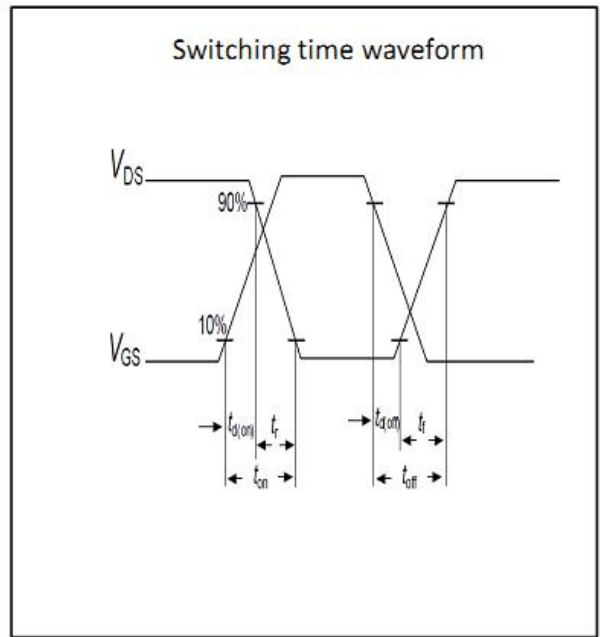 Switching time waveform
VDS
90%
10%
VGS
td(on) tr td(off) tf
ton toff